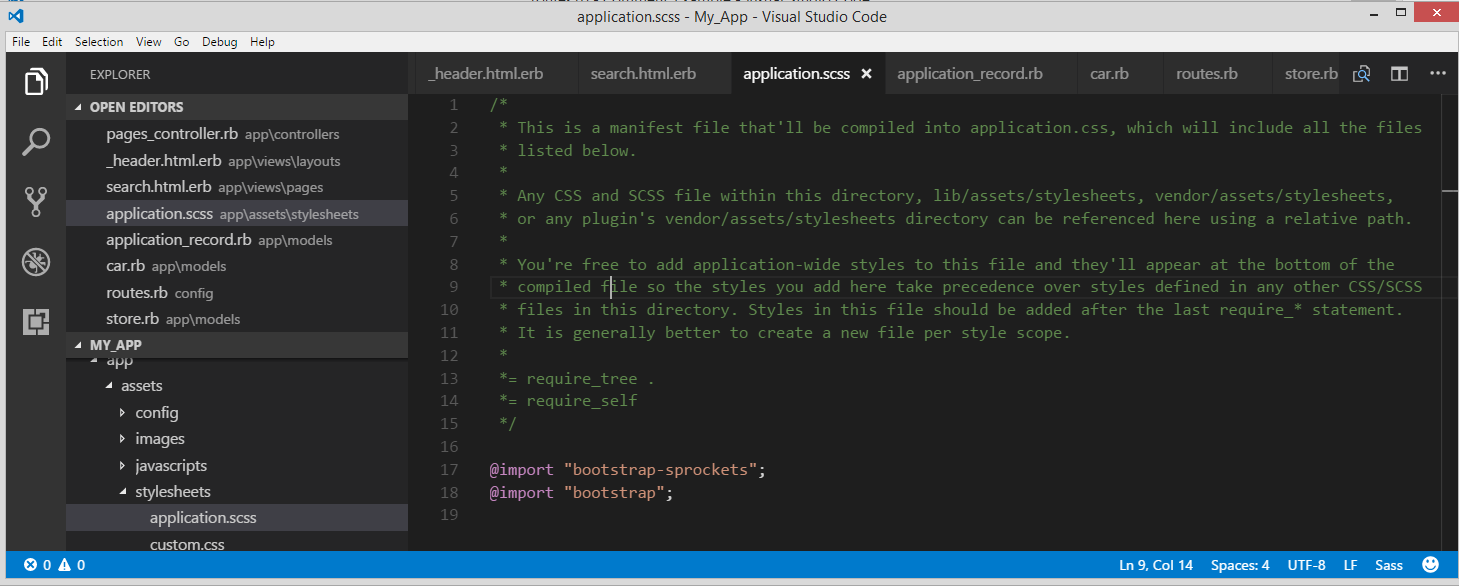 application.scss - My_App - Visual Studio Code
File Edit Selection View Go Debug Help
EXPLORER
OPEN EDITORS
pages_controller.rb app\controllers
_header.html.erb app\views\layouts
search.html.erb app\views\pages
application.scss app\assets\stylesheets
application_record.rb app\models
car.rb app\models
routes.rb config
store.rb app\models
MY_APP
app
assets
config
images
javascripts
stylesheets
application.scss
custom.css
_header.html.erb search.html.erb application.scss application_record.rb car.rb routes.rb store.rb
1 /*
2 * This is a manifest file that'll be compiled into application.css, which will include all the files
3 * listed below.
4 *
5 * Any CSS and SCSS file within this directory, lib/assets/stylesheets, vendor/assets/stylesheets,
6 * or any plugin's vendor/assets/stylesheets directory can be referenced here using a relative path.
7 *
8 * You're free to add application-wide styles to this file and they'll appear at the bottom of the
9 * compiled file so the styles you add here take precedence over styles defined in any other CSS/SCSS
10 * files in this directory. Styles in this file should be added after the last require_* statement.
11 * It is generally better to create a new file per style scope.
12 *
13 *= require_tree .
14 *= require_self
15 */
16
17 @import "bootstrap-sprockets";
18 @import "bootstrap";
19
0 0 Ln 9, Col 14 Spaces: 4 UTF-8 LF Sass